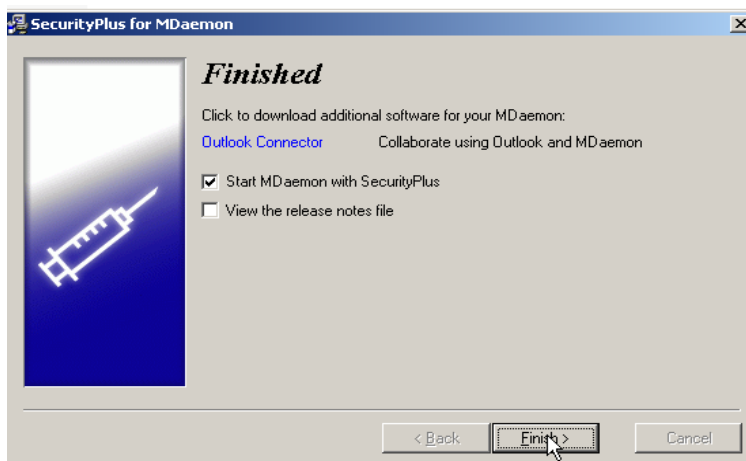 SecurityPlus for MDaemon
Finished
Click to download additional software for your MDaemon:
Outlook Connector Collaborate using Outlook and MDaemon
Start MDaemon with SecurityPlus
View the release notes file
< Back Finish > Cancel